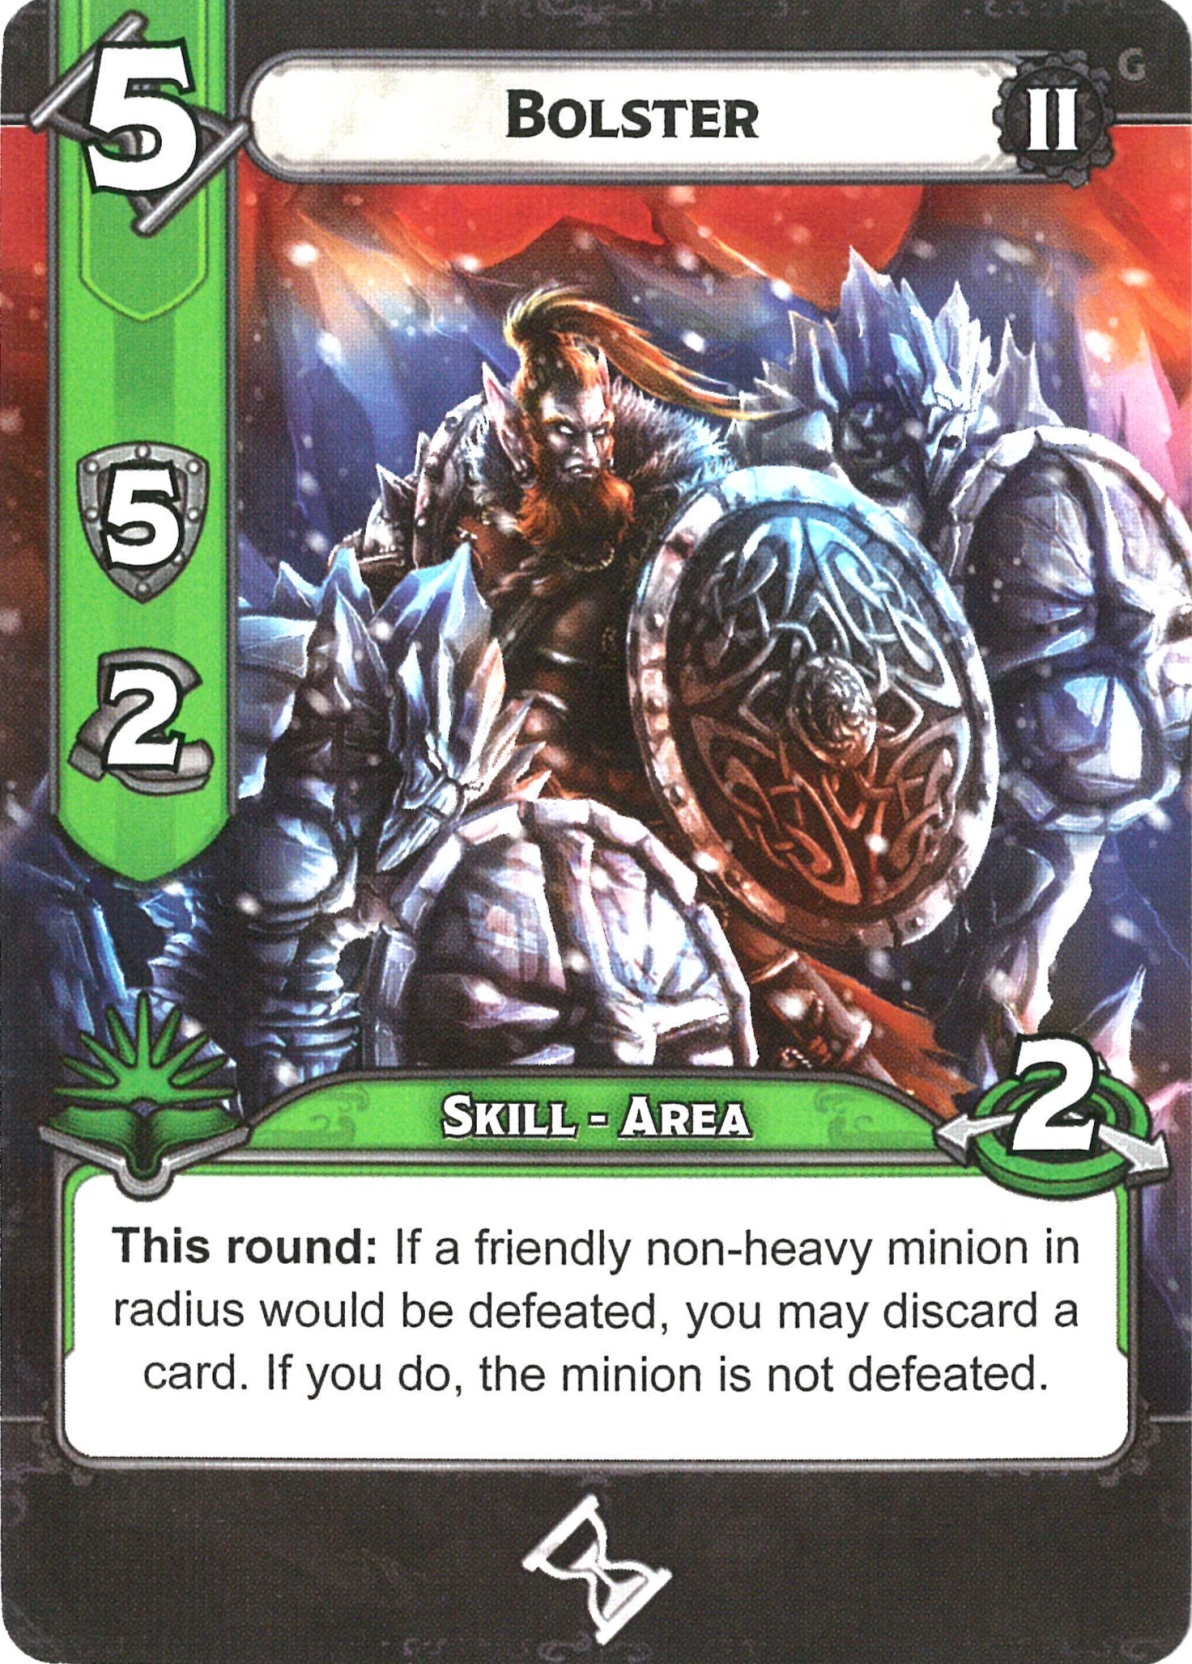 5
BOLSTER
II
G
5
2
SKILL - AREA
2
This round: If a friendly non-heavy minion in
radius would be defeated, you may discard a
card. If you do, the minion is not defeated.